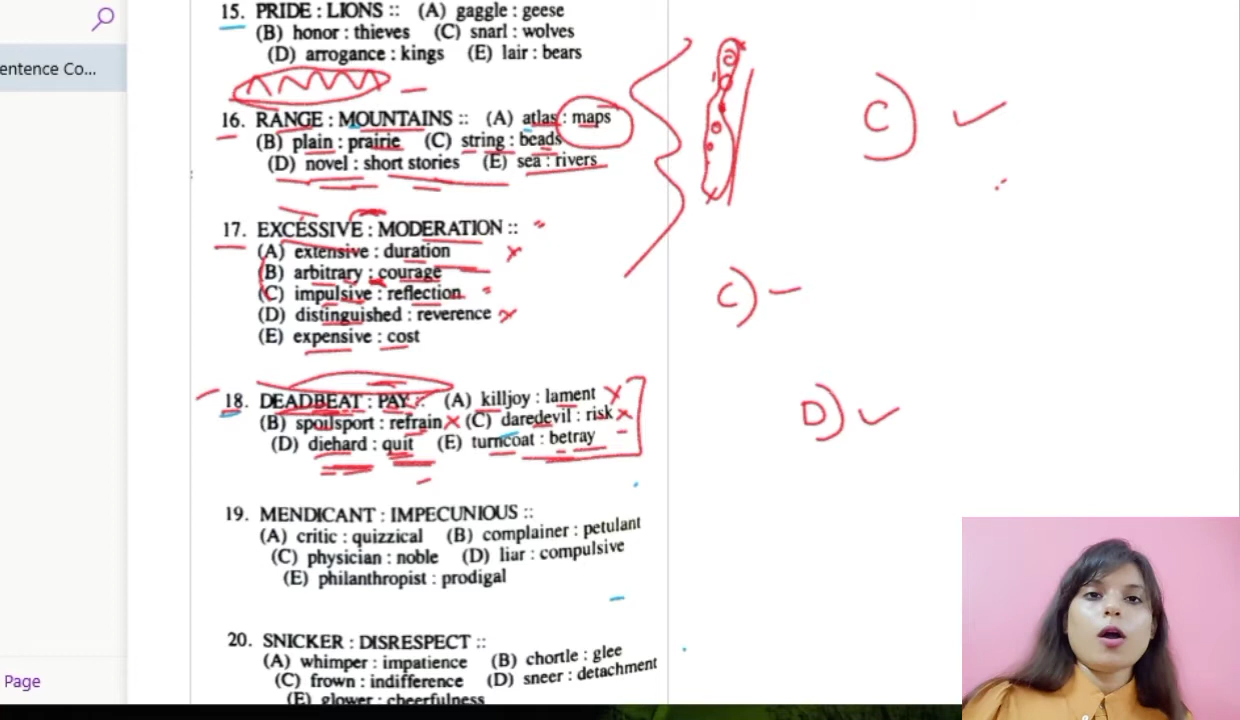 entence Co...
15. PRIDE : LIONS :: (A) gaggle : geese
(B) honor : thieves (C) snarl : wolves
(D) arrogance : kings (E) lair : bears
16. RANGE : MOUNTAINS :: (A) atlas : maps
(B) plain : prairie (C) string : beads
(D) novel : short stories (E) sea : rivers
C)
17. EXCESSIVE : MODERATION ::
(A) extensive : duration
(B) arbitrary : courage
(C) impulsive : reflection
(D) distinguished : reverence
(E) expensive : cost
C)
18. DEADBEAT : PAY :: (A) killjoy : lament
(B) spoilsport : refrain (C) daredevil : risk
(D) diehard : quit (E) turncoat : betray
D)
19. MENDICANT : IMPECUNIOUS ::
(A) critic : quizzical (B) complainer : petulant
(C) physician : noble (D) liar : compulsive
(E) philanthropist : prodigal
20. SNICKER : DISRESPECT ::
(A) whimper : impatience (B) chortle : glee
(C) frown : indifference (D) sneer : detachment
(E) glower : cheerfulness
Page